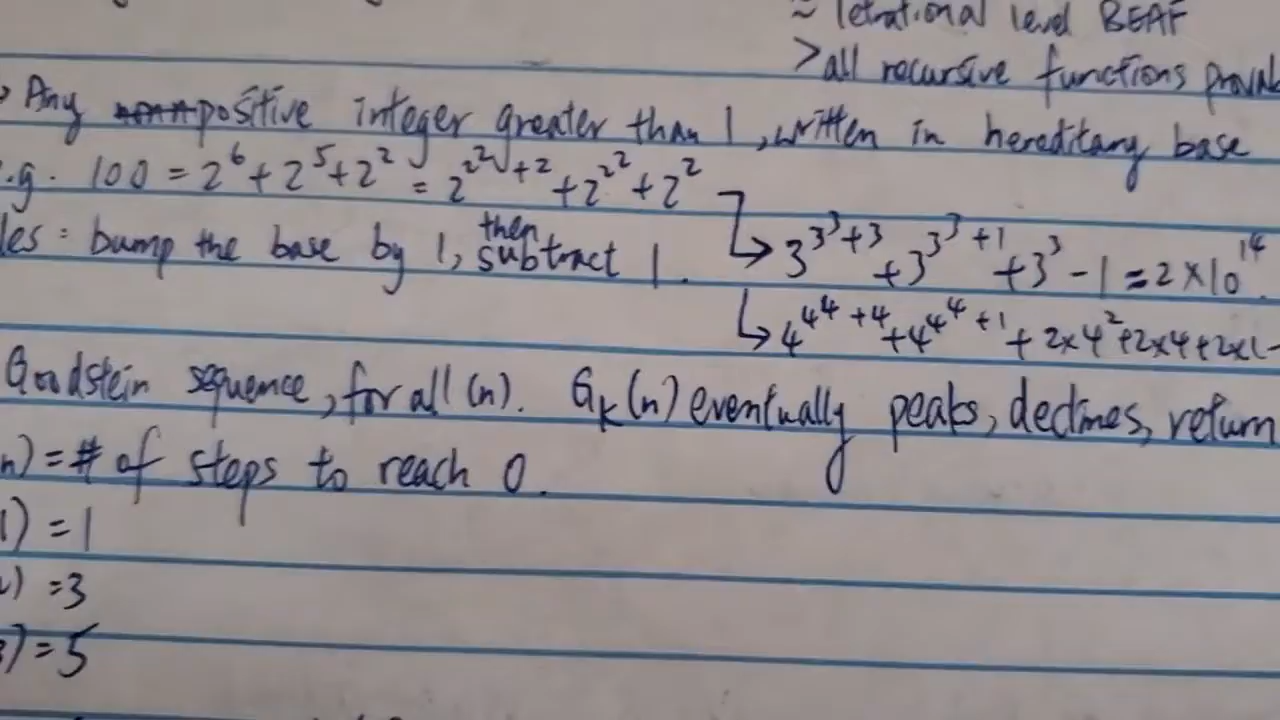 ≈ Tetrational level BEAF
> all recursive functions provab
Any positive integer greater than 1, written in hereditary base
.g. 100 = 2^6 + 2^5 + 2^2 = 2^{2^2+2} + 2^{2^2+1} + 2^2
les: bump the base by 1, then subtract 1.
↳ 3^{3^3+3} + 3^{3^3+1} + 3^3 - 1 = 2×10^14.
↳ 4^{4^4+4} + 4^{4^4+1} + 2×4^2+2×4+2×(-
Goodstein sequence, for all (n). G_k(n) eventually peaks, declines, return
n) = # of steps to reach 0.
1) = 1
2) = 3
3) = 5